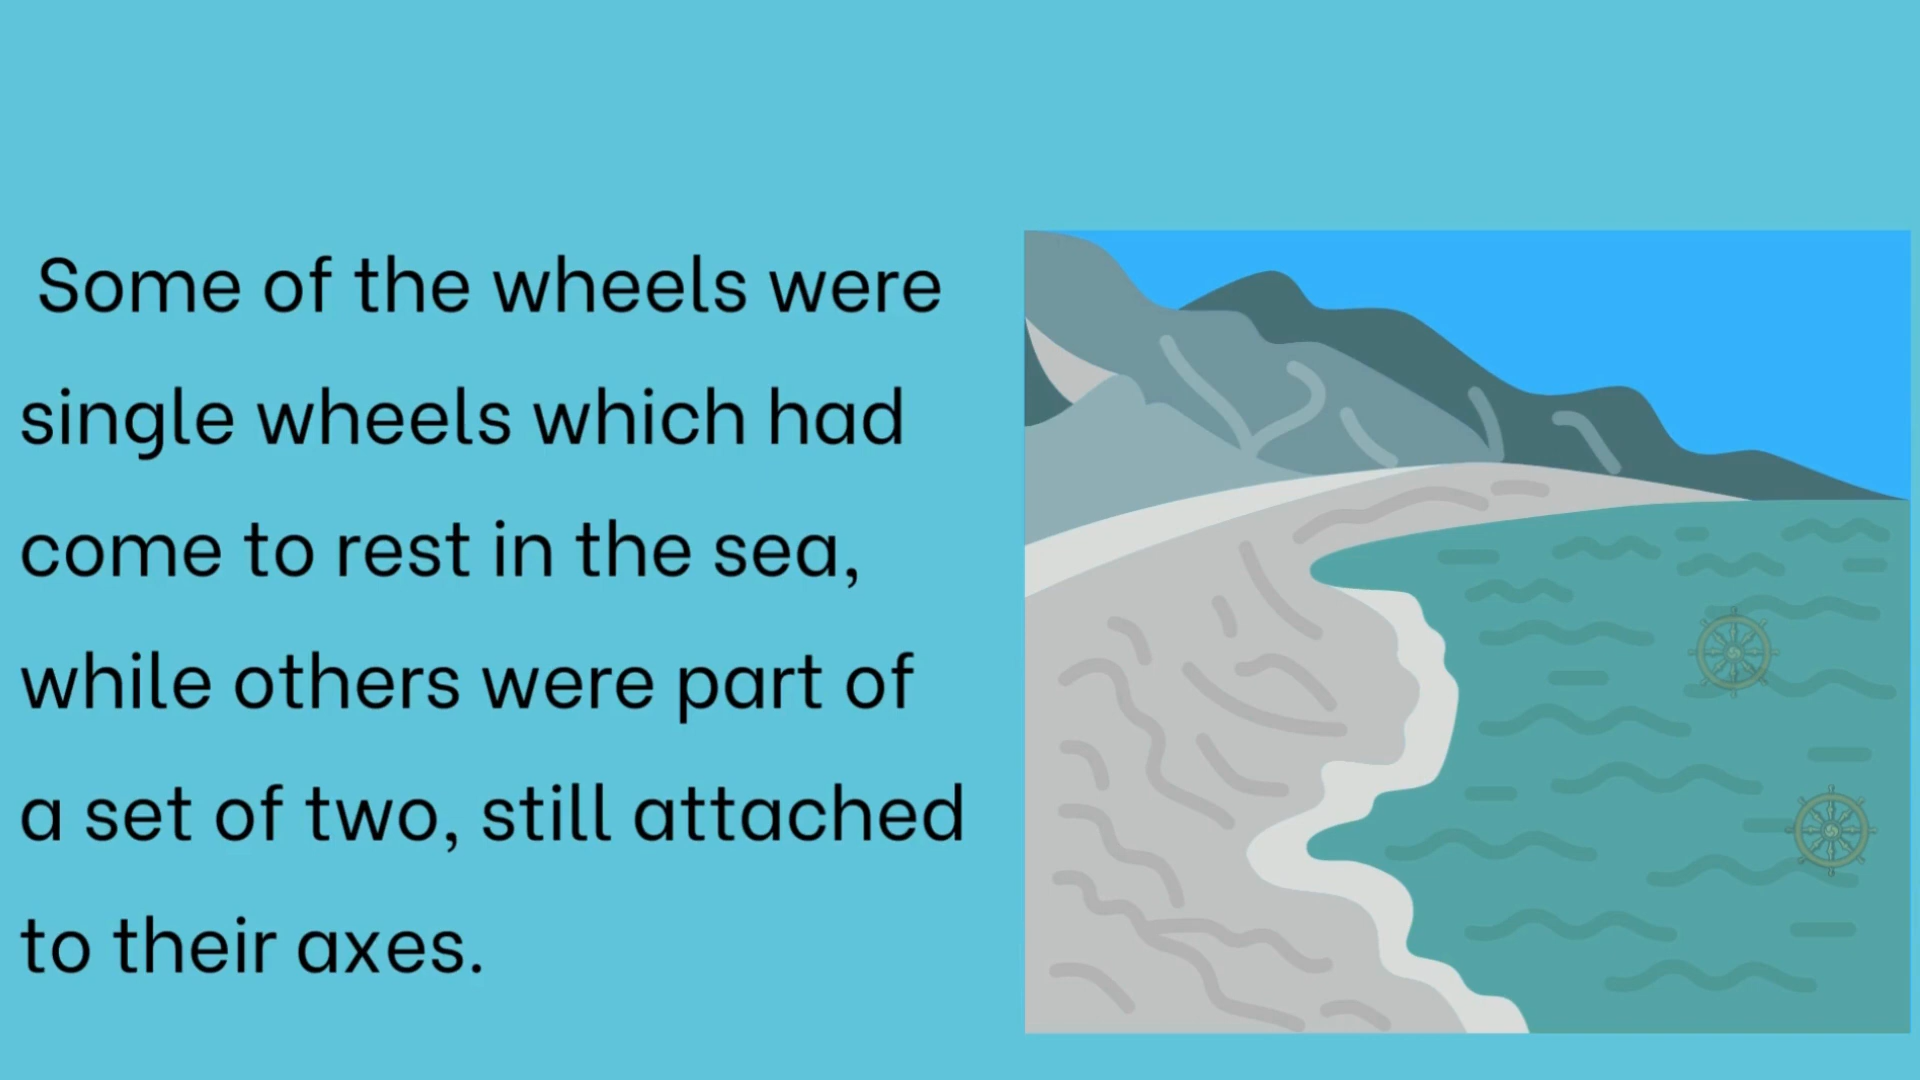 Some of the wheels were
single wheels which had
come to rest in the sea,
while others were part of
a set of two, still attached
to their axes.